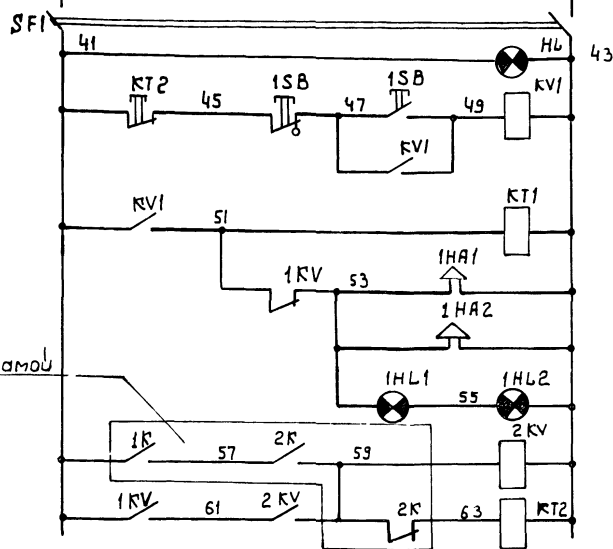 SF1
41 HL 43
KT2 45 1SB 47 1SB 49 KV1
KV1
KV1 51 KT1
1KV 53 1HA1
1HA2
амой
1HL1 55 1HL2
1K 57 2K 59 2KV
1KV 61 2KV 2K 63 KT2